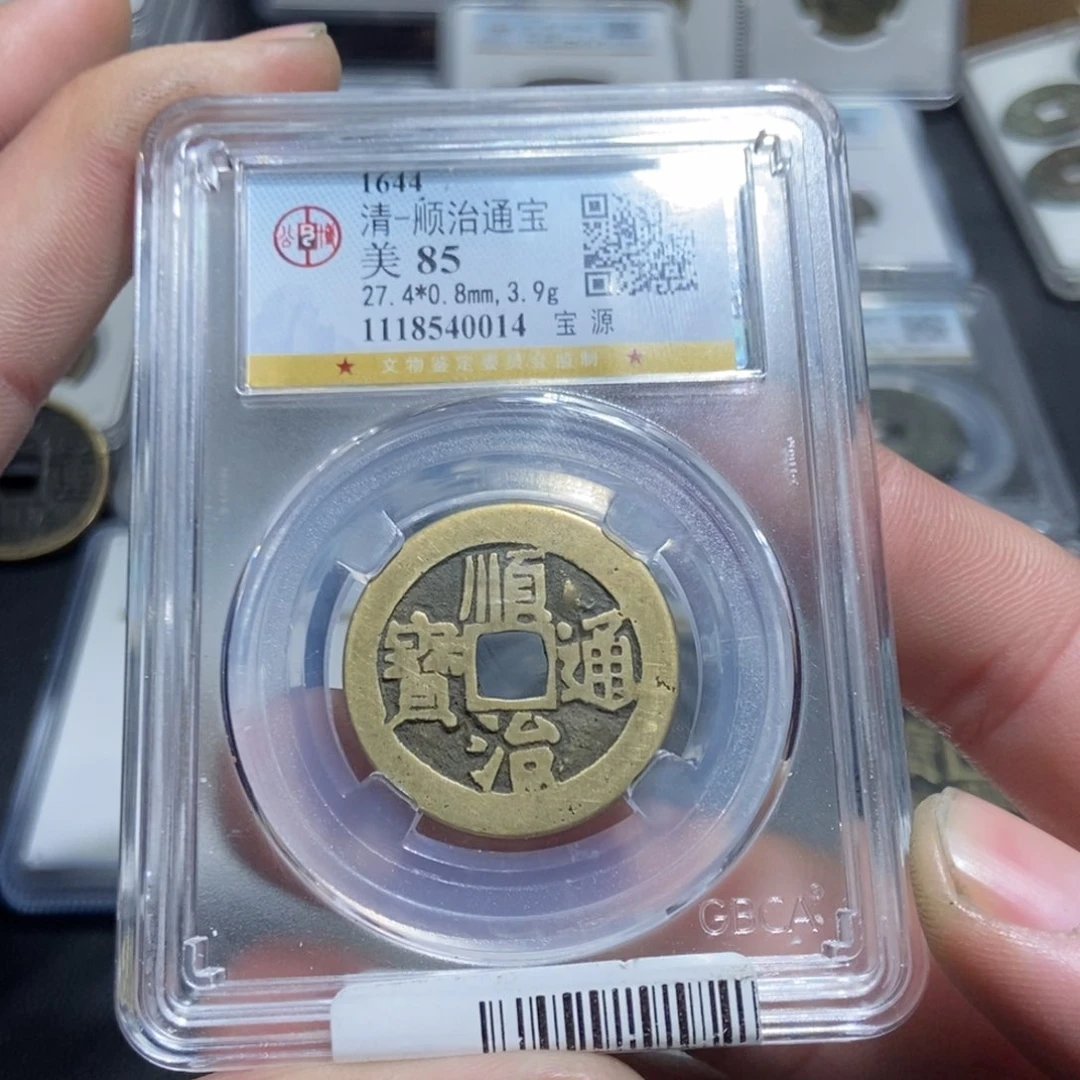 1644
清-顺治通宝
美 85
27.4*0.8mm, 3.9g
1118540014 宝 源
★ 文物鉴定委员会监制 ★
順
寶 通
治
GBCA®